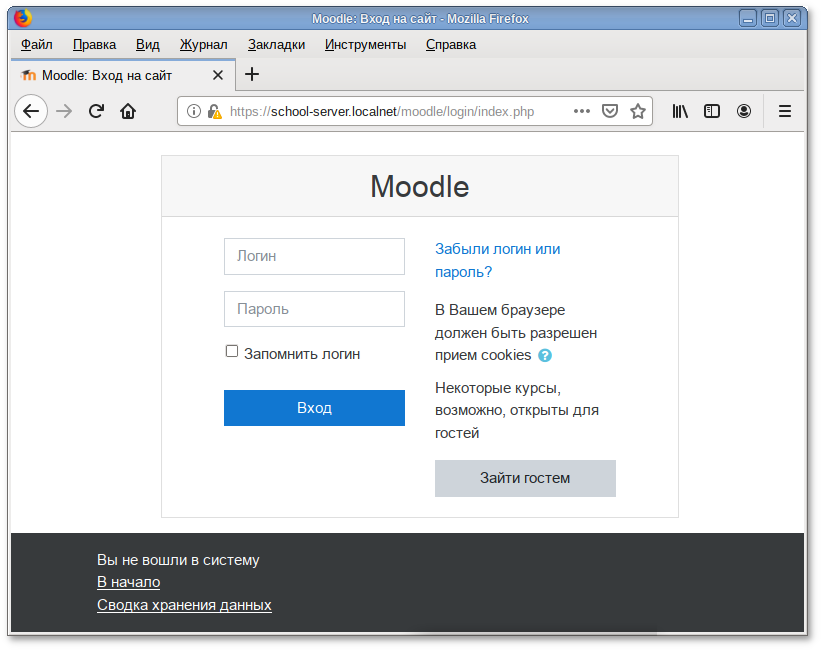 Moodle: Вход на сайт - Mozilla Firefox
Файл Правка Вид Журнал Закладки Инструменты Справка
Moodle: Вход на сайт
https://school-server.localnet/moodle/login/index.php
Moodle
Логин
Пароль
Запомнить логин
Вход
Забыли логин или
пароль?
В Вашем браузере
должен быть разрешен
прием cookies
Некоторые курсы,
возможно, открыты для
гостей
Зайти гостем
Вы не вошли в систему
В начало
Сводка хранения данных